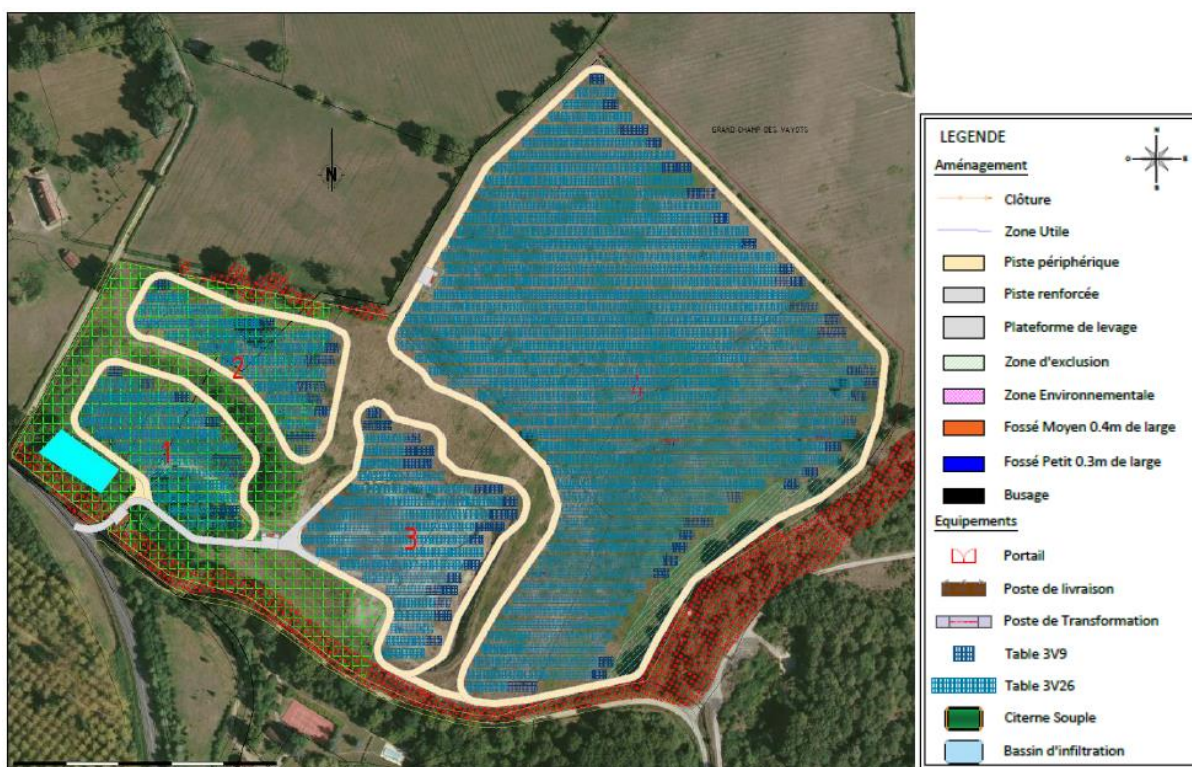 GRAND CHAMP DES VAYOTS
N
2
1
3
4
LEGENDE
Aménagement
N
O
E
S
Clôture
Zone Utile
Piste périphérique
Piste renforcée
Plateforme de levage
Zone d'exclusion
Zone Environnementale
Fossé Moyen 0.4m de large
Fossé Petit 0.3m de large
Busage
Equipements
Portail
Poste de livraison
Poste de Transformation
Table 3V9
Table 3V26
Citerne Souple
Bassin d'infiltration